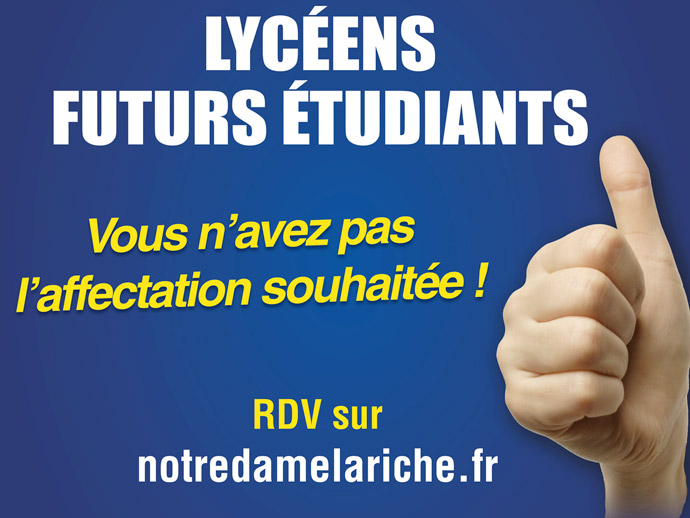 LYCÉENS
FUTURS ÉTUDIANTS
Vous n’avez pas
l’affectation souhaitée !
RDV sur
notredamelariche.fr